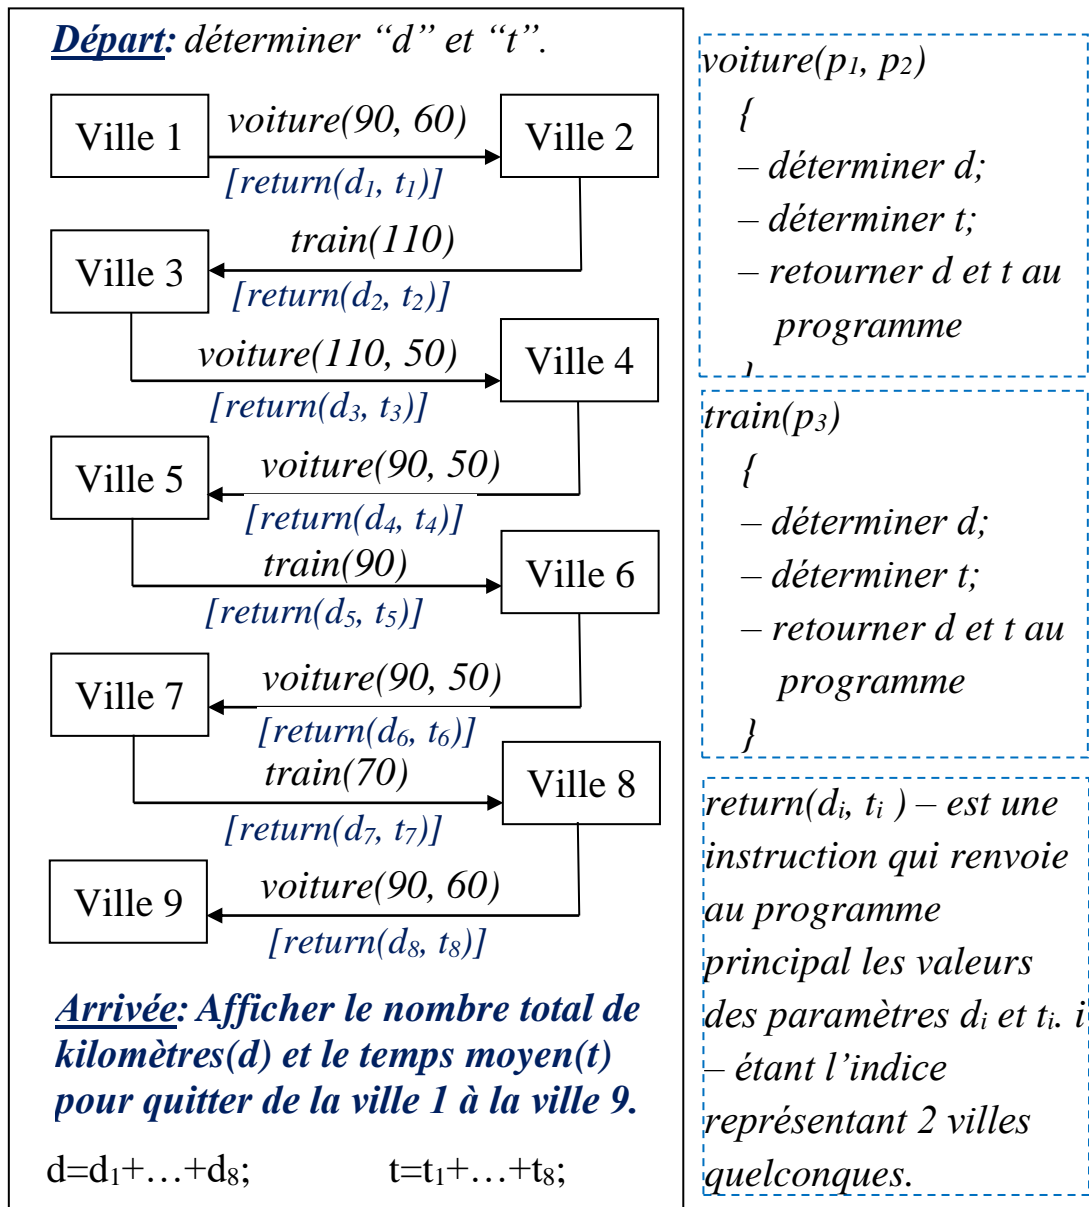 Départ: déterminer “d” et “t”.
Ville 1
voiture(90, 60)
Ville 2
[return(d₁, t₁)]
train(110)
Ville 3
[return(d₂, t₂)]
voiture(110, 50)
Ville 4
[return(d₃, t₃)]
voiture(90, 50)
Ville 5
[return(d₄, t₄)]
train(90)
Ville 6
[return(d₅, t₅)]
voiture(90, 50)
Ville 7
[return(d₆, t₆)]
train(70)
Ville 8
[return(d₇, t₇)]
voiture(90, 60)
Ville 9
[return(d₈, t₈)]
Arrivée: Afficher le nombre total de
kilomètres(d) et le temps moyen(t)
pour quitter de la ville 1 à la ville 9.
d=d₁+…+d₈; t=t₁+…+t₈;
voiture(p₁, p₂)
{
– déterminer d;
– déterminer t;
– retourner d et t au
programme
}
train(p₃)
{
– déterminer d;
– déterminer t;
– retourner d et t au
programme
}
return(dᵢ, tᵢ ) – est une
instruction qui renvoie
au programme
principal les valeurs
des paramètres dᵢ et tᵢ. i
– étant l’indice
représentant 2 villes
quelconques.